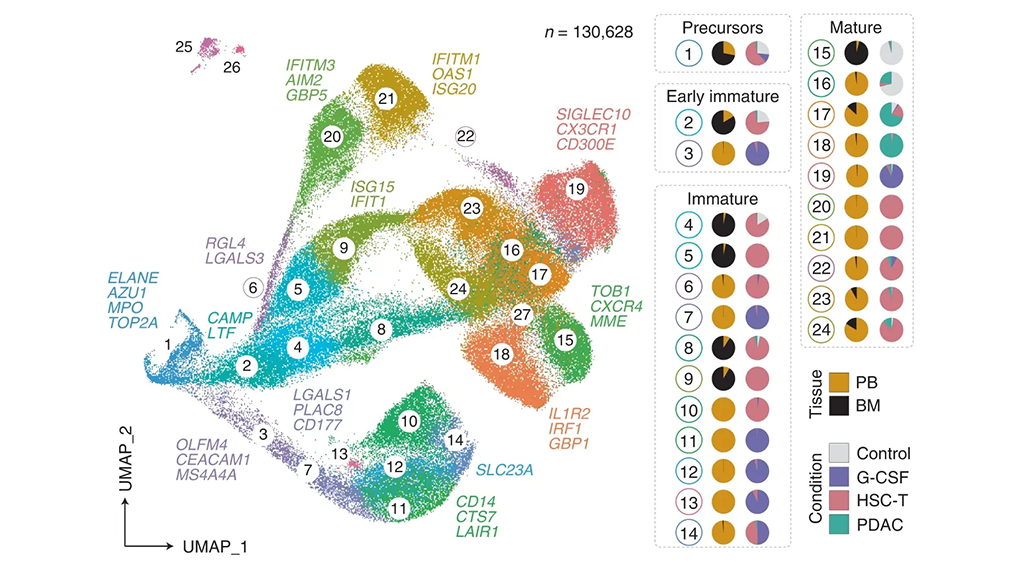 n = 130,628
25
26
IFITM3
AIM2
GBP5
IFITM1
OAS1
ISG20
21
20
22
SIGLEC10
CX3CR1
CD300E
19
ISG15
IFIT1
23
RGL4
LGALS3
9
16
17
6
5
24
ELANE
AZU1
MPO
TOP2A
CAMP
LTF
TOB1
CXCR4
MME
27
1
8
15
4
2
18
LGALS1
PLAC8
CD177
IL1R2
IRF1
GBP1
10
3
14
OLFM4
CEACAM1
MS4A4A
13
12
7
SLC23A
11
CD14
CTS7
LAIR1
UMAP_2
UMAP_1
Precursors
1
Early immature
2
3
Immature
4
5
6
7
8
9
10
11
12
13
14
Mature
15
16
17
18
19
20
21
22
23
24
Tissue
PB
BM
Condition
Control
G-CSF
HSC-T
PDAC